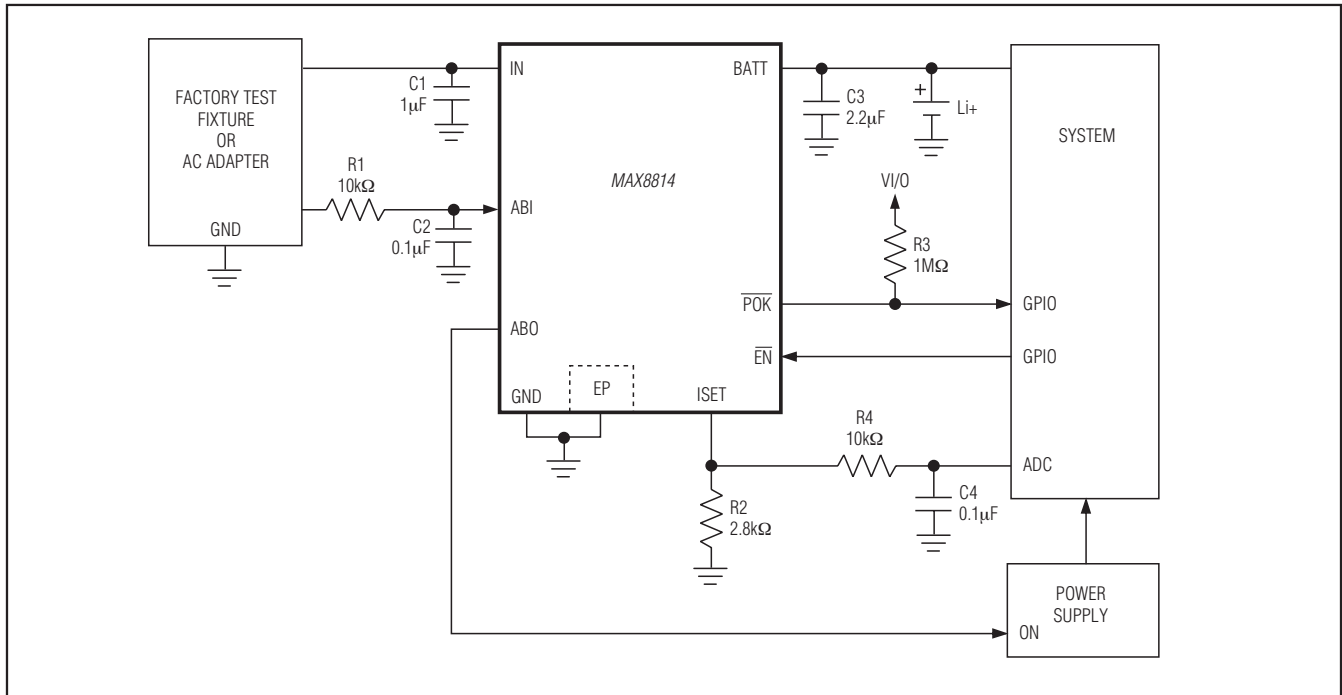 FACTORY TEST
FIXTURE
OR
AC ADAPTER
GND
C1
1μF
R1
10kΩ
C2
0.1μF
IN
ABI
ABO
GND
EP
ISET
MAX8814
BATT
P̅O̅K̅
E̅N̅
C3
2.2μF
+
Li+
VI/O
R3
1MΩ
R4
10kΩ
R2
2.8kΩ
C4
0.1μF
SYSTEM
GPIO
GPIO
ADC
POWER
SUPPLY
ON